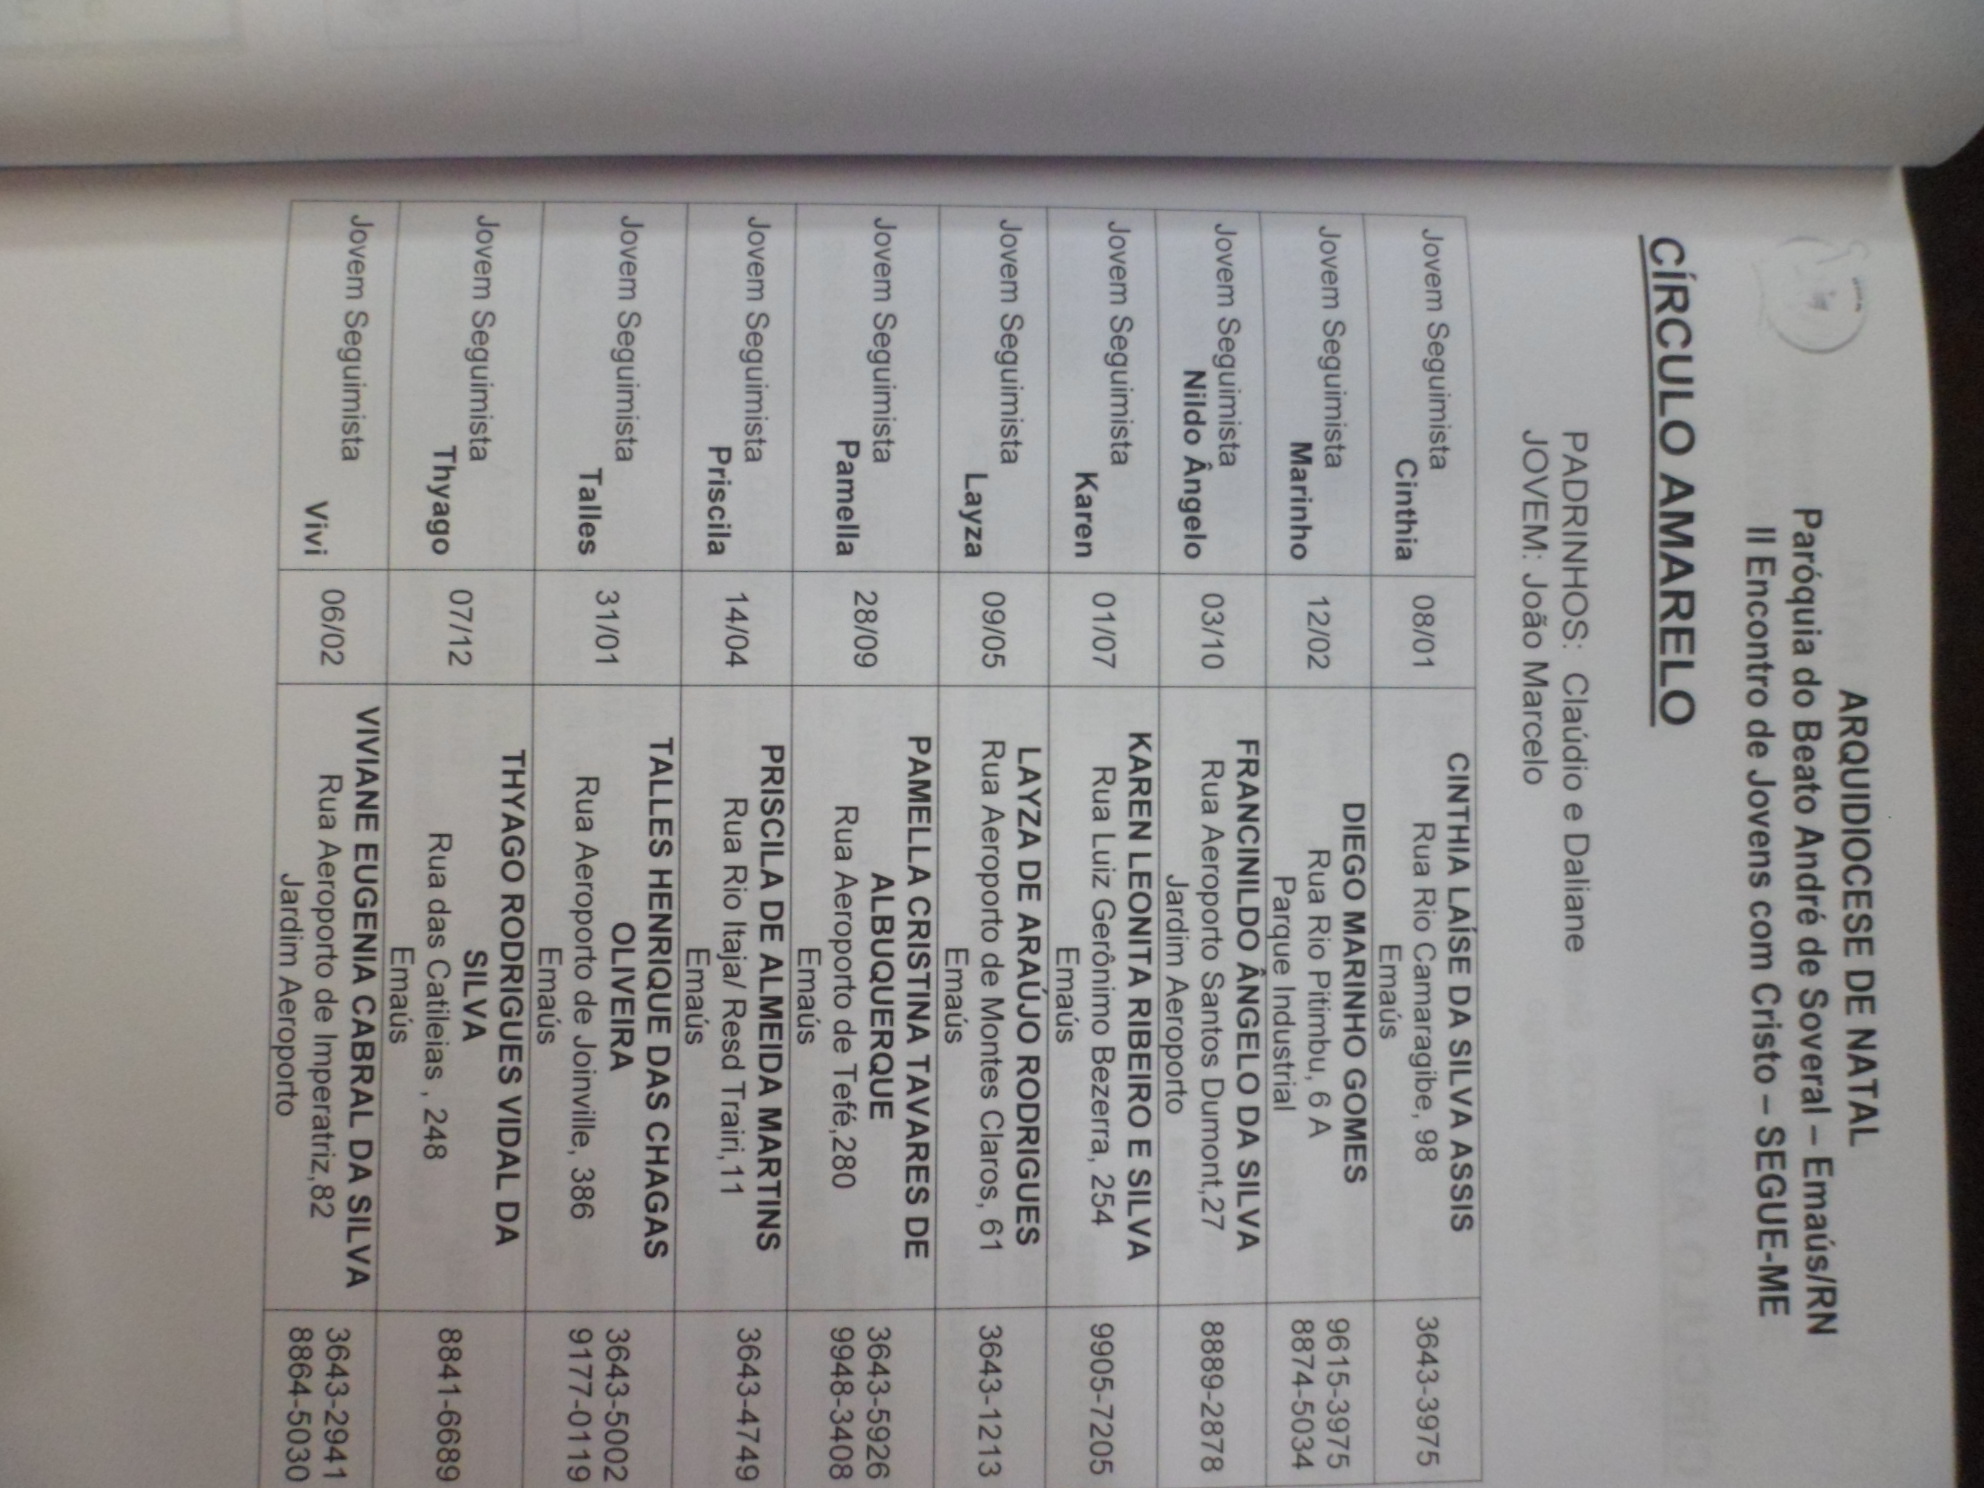 ARQUIDIOCESE DE NATAL
Paróquia do Beato André de Soveral – Emaús/RN
II Encontro de Jovens com Cristo – SEGUE-ME
CÍRCULO AMARELO
PADRINHOS: Claúdio e Daliane
JOVEM: João Marcelo
Jovem Seguimista
Cinthia
08/01
CINTHIA LAÍSE DA SILVA ASSIS
Rua Rio Camaragibe, 98
Emaús
3643-3975
Jovem Seguimista
Marinho
12/02
DIEGO MARINHO GOMES
Rua Rio Pitimbu, 6 A
Parque Industrial
9615-3975
8874-5034
Jovem Seguimista
Nildo Ângelo
03/10
FRANCINILDO ÂNGELO DA SILVA
Rua Aeroporto Santos Dumont,27
Jardim Aeroporto
8889-2878
Jovem Seguimista
Karen
01/07
KAREN LEONITA RIBEIRO E SILVA
Rua Luiz Gerônimo Bezerra, 254
Emaús
9905-7205
Jovem Seguimista
Layza
09/05
LAYZA DE ARAÚJO RODRIGUES
Rua Aeroporto de Montes Claros, 61
Emaús
3643-1213
Jovem Seguimista
Pamella
28/09
PAMELLA CRISTINA TAVARES DE
ALBUQUERQUE
Rua Aeroporto de Tefé,280
Emaús
3643-5926
9948-3408
Jovem Seguimista
Priscila
14/04
PRISCILA DE ALMEIDA MARTINS
Rua Rio Itaja/ Resd Trairi,11
Emaús
3643-4749
Jovem Seguimista
Talles
31/01
TALLES HENRIQUE DAS CHAGAS
OLIVEIRA
Rua Aeroporto de Joinville, 386
Emaús
3643-5002
9177-0119
Jovem Seguimista
Thyago
07/12
THYAGO RODRIGUES VIDAL DA
SILVA
Rua das Catileias , 248
Emaús
8841-6689
Jovem Seguimista
Vivi
06/02
VIVIANE EUGENIA CABRAL DA SILVA
Rua Aeroporto de Imperatriz,82
Jardim Aeroporto
3643-2941
8864-5030